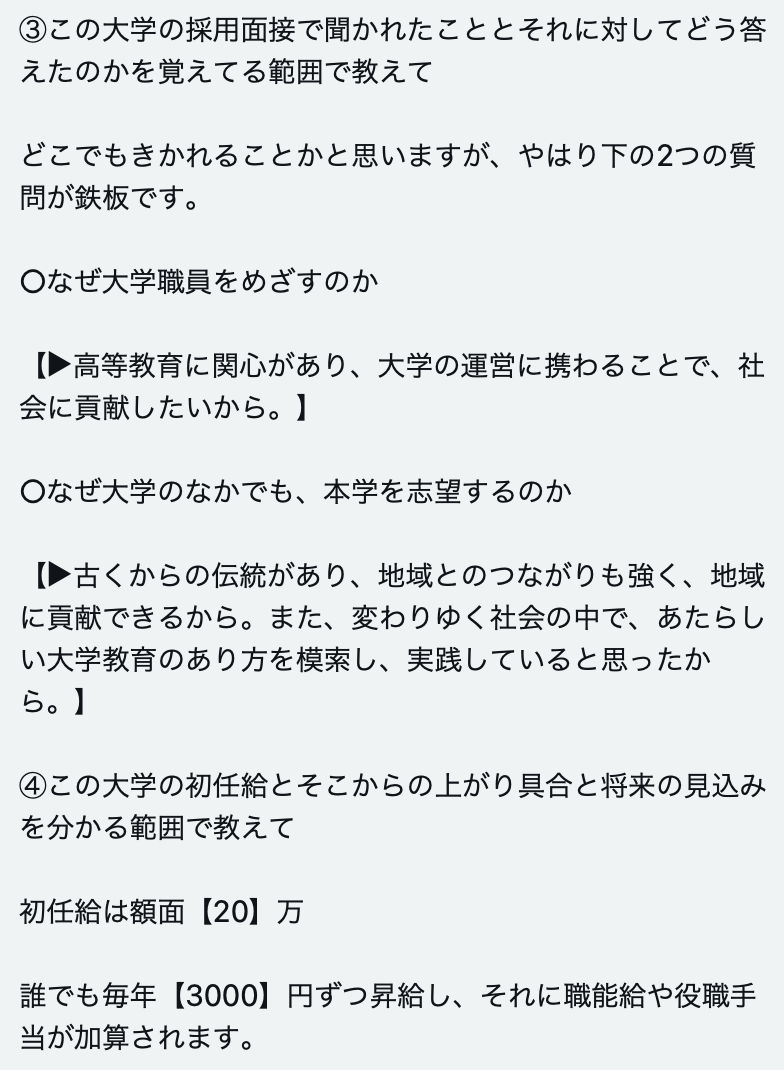 ③この大学の採用面接で聞かれたこととそれに対してどう答
えたのかを覚えてる範囲で教えて
どこでもきかれることかと思いますが、やはり下の2つの質
問が鉄板です。
〇なぜ大学職員をめざすのか
【▶高等教育に関心があり、大学の運営に携わることで、社
会に貢献したいから。】
〇なぜ大学のなかでも、本学を志望するのか
【▶古くからの伝統があり、地域とのつながりも強く、地域
に貢献できるから。また、変わりゆく社会の中で、あたらし
い大学教育のあり方を模索し、実践していると思ったか
ら。】
④この大学の初任給とそこからの上がり具合と将来の見込み
を分かる範囲で教えて
初任給は額面【20】万
誰でも毎年【3000】円ずつ昇給し、それに職能給や役職手
当が加算されます。